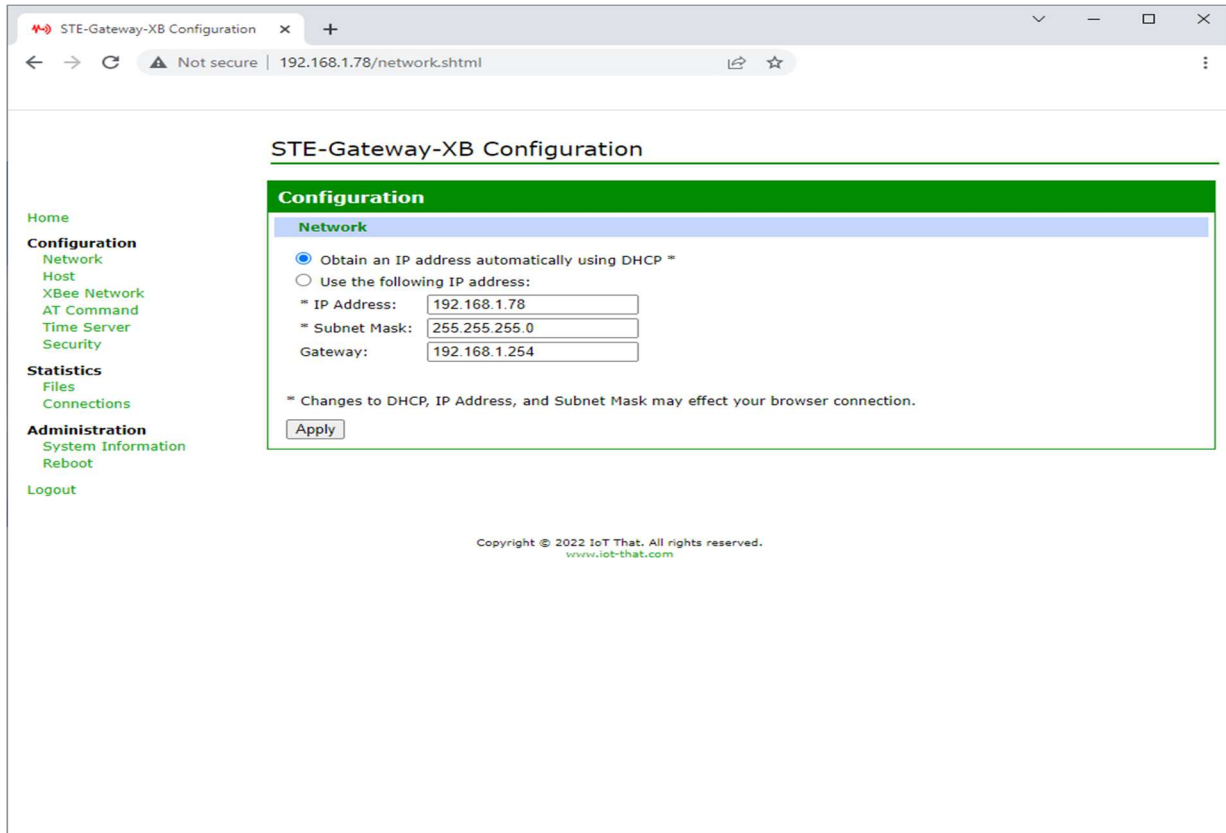 STE-Gateway-XB Configuration
Not secure | 192.168.1.78/network.shtml
STE-Gateway-XB Configuration
Home
Configuration
Network
Host
XBee Network
AT Command
Time Server
Security
Statistics
Files
Connections
Administration
System Information
Reboot
Logout
Configuration
Network
Obtain an IP address automatically using DHCP *
Use the following IP address:
* IP Address: 192.168.1.78
* Subnet Mask: 255.255.255.0
Gateway: 192.168.1.254
* Changes to DHCP, IP Address, and Subnet Mask may effect your browser connection.
Apply
Copyright © 2022 IoT That. All rights reserved.
www.iot-that.com